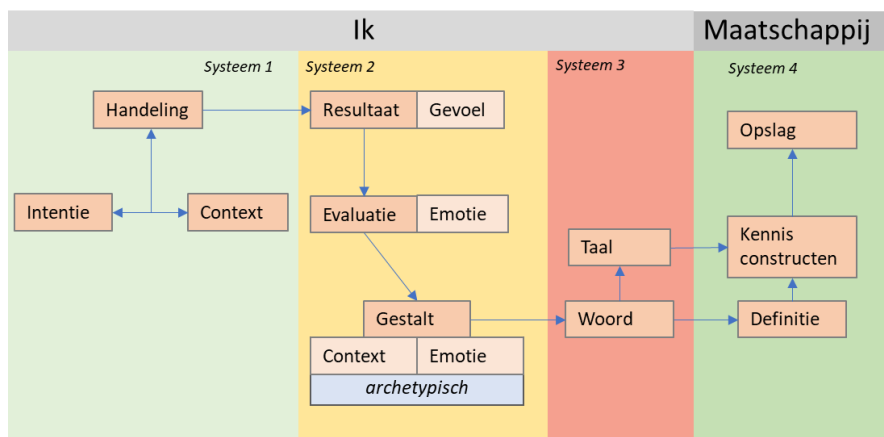 Ik
Maatschappij
Systeem 1
Systeem 2
Systeem 3
Systeem 4
Handeling
Resultaat
Gevoel
Opslag
Intentie
Context
Evaluatie
Emotie
Taal
Kennis
constructen
Gestalt
Woord
Definitie
Context
Emotie
archetypisch